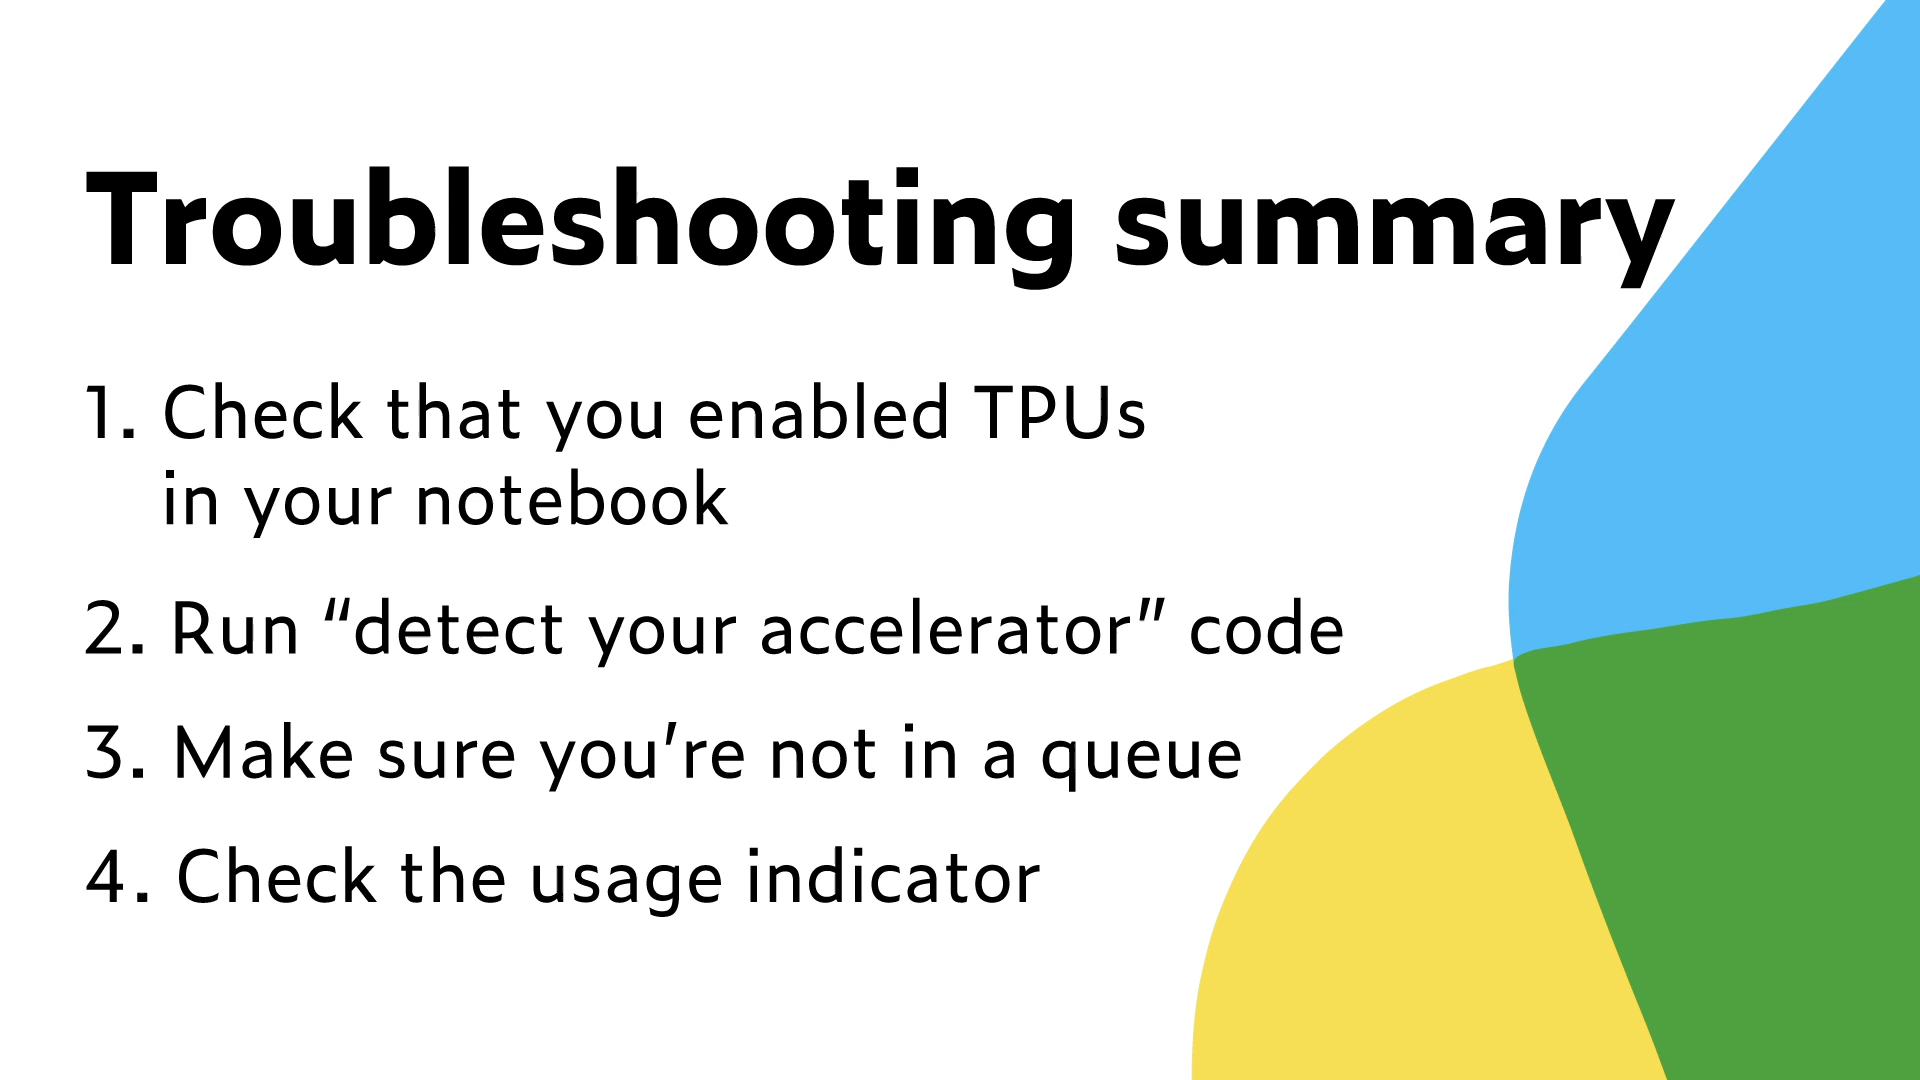 Troubleshooting summary
1. Check that you enabled TPUs
in your notebook
2. Run “detect your accelerator” code
3. Make sure you’re not in a queue
4. Check the usage indicator